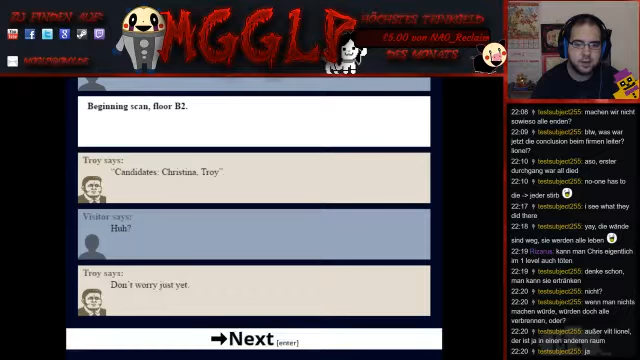 ZU FINDEN AUF:
MGGLP
HÖCHSTES TRINKGELD
£5.00 von NAO_Reclaim
DES MONATS
Beginning scan, floor B2.
Troy says:
"Candidates: Christina, Troy"
Visitor says:
Huh?
Troy says:
Don't worry just yet.
➡Next [enter]
22:08 testsubject255: machen wir nicht
sowieso alle enden?
22:09 testsubject255: btw, was war
jetzt die conclusion beim firmen leiter?
lionel?
22:10 testsubject255: aso, erster
durchgang war all died
22:10 testsubject255: no-one has to
die -> jeder stirb
22:17 testsubject255: i see what they
did there
22:18 testsubject255: yay, die wände
sind weg, sie werden alle leben
22:19 Rizarus: kann man Chris eigentlich
im 1 level auch töten
22:19 testsubject255: denke schon,
man kann sie ertränken
22:20 testsubject255: nicht?
22:20 testsubject255: wenn man nichts
machen würde, würden doch alle
verbrennen, oder?
22:20 testsubject255: außer vllt lionel,
der ist ja in einen anderen raum
22:20 testsubject255: ja